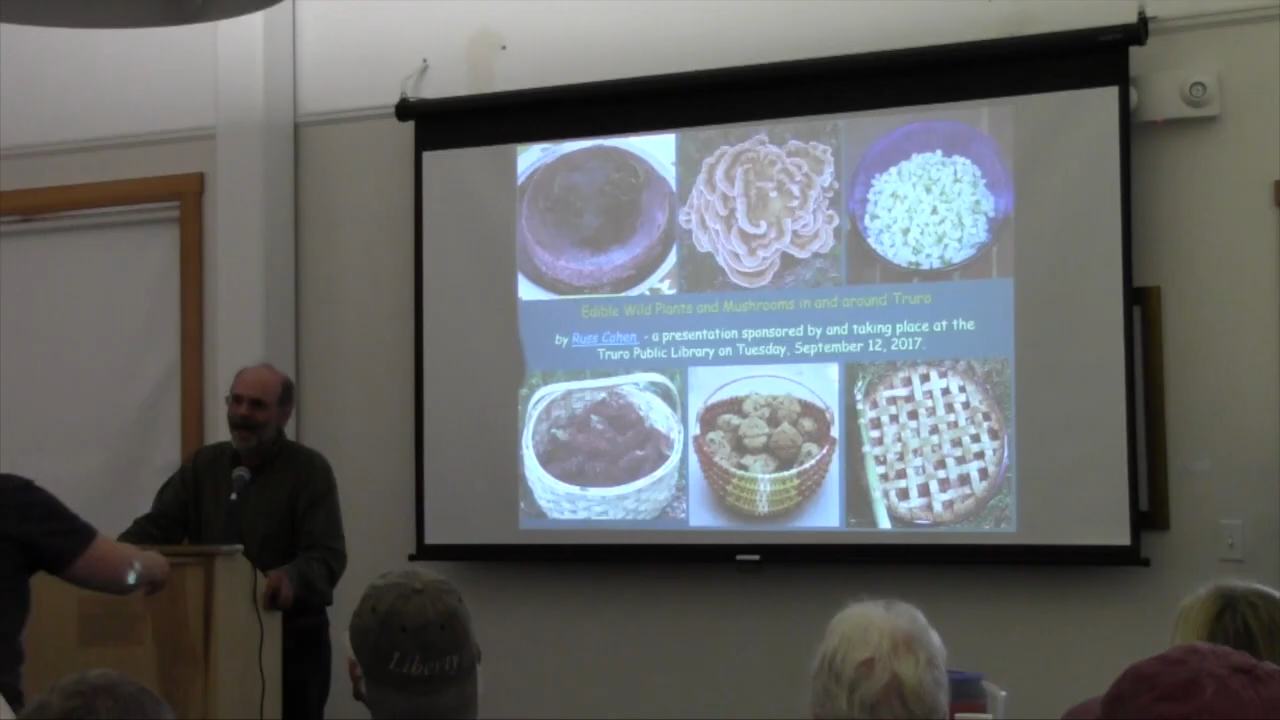 Edible Wild Plants and Mushrooms in and around Truro
by Russ Cohen - a presentation sponsored by and taking place at the
Truro Public Library on Tuesday, September 12, 2017.
Liberty